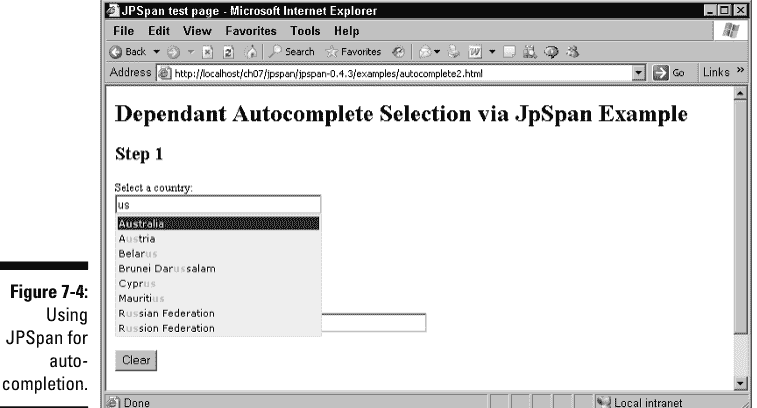 JPSpan test page - Microsoft Internet Explorer
File Edit View Favorites Tools Help
Back Search Favorites
Address http://localhost/ch07/jpspan/jpspan-0.4.3/examples/autocomplete2.html Go Links »
Dependant Autocomplete Selection via JpSpan Example
Step 1
Select a country:
us
Australia
Austria
Belarus
Brunei Darussalam
Cyprus
Mauritius
Russian Federation
Russion Federation
Clear
Done Local intranet
Figure 7-4:
Using
JPSpan for
auto-
completion.